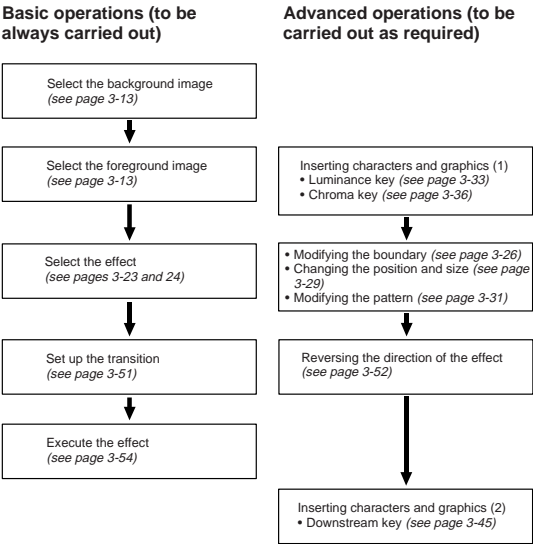 Basic operations (to be
always carried out)
Select the background image
(see page 3-13)
Select the foreground image
(see page 3-13)
Select the effect
(see pages 3-23 and 24)
Set up the transition
(see page 3-51)
Execute the effect
(see page 3-54)
Advanced operations (to be
carried out as required)
Inserting characters and graphics (1)
• Luminance key (see page 3-33)
• Chroma key (see page 3-36)
• Modifying the boundary (see page 3-26)
• Changing the position and size (see page
3-29)
• Modifying the pattern (see page 3-31)
Reversing the direction of the effect
(see page 3-52)
Inserting characters and graphics (2)
• Downstream key (see page 3-45)